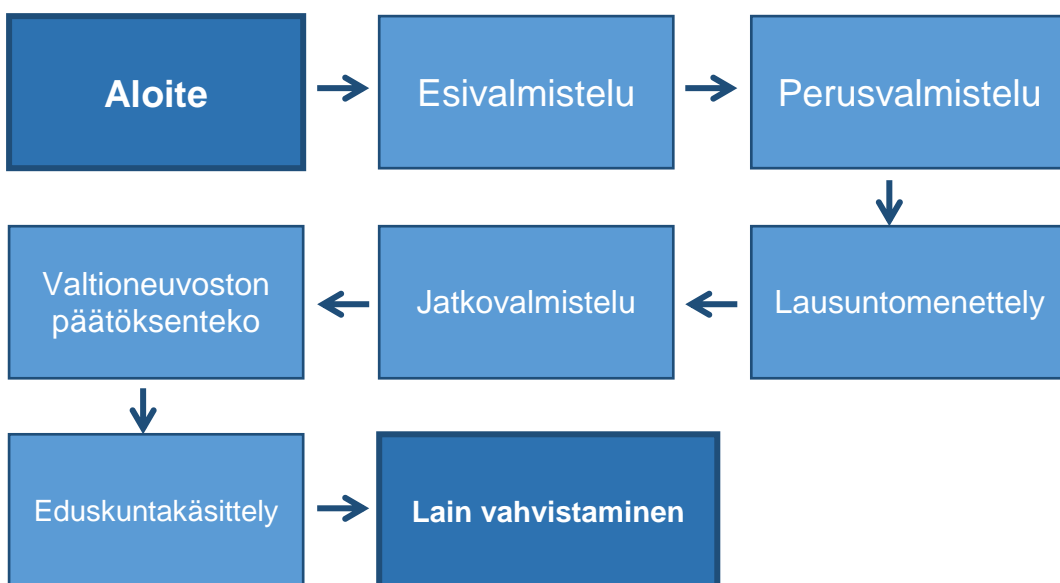 Aloite
Esivalmistelu
Perusvalmistelu
Lausuntomenettely
Jatkovalmistelu
Valtioneuvoston
päätöksenteko
Eduskuntakäsittely
Lain vahvistaminen